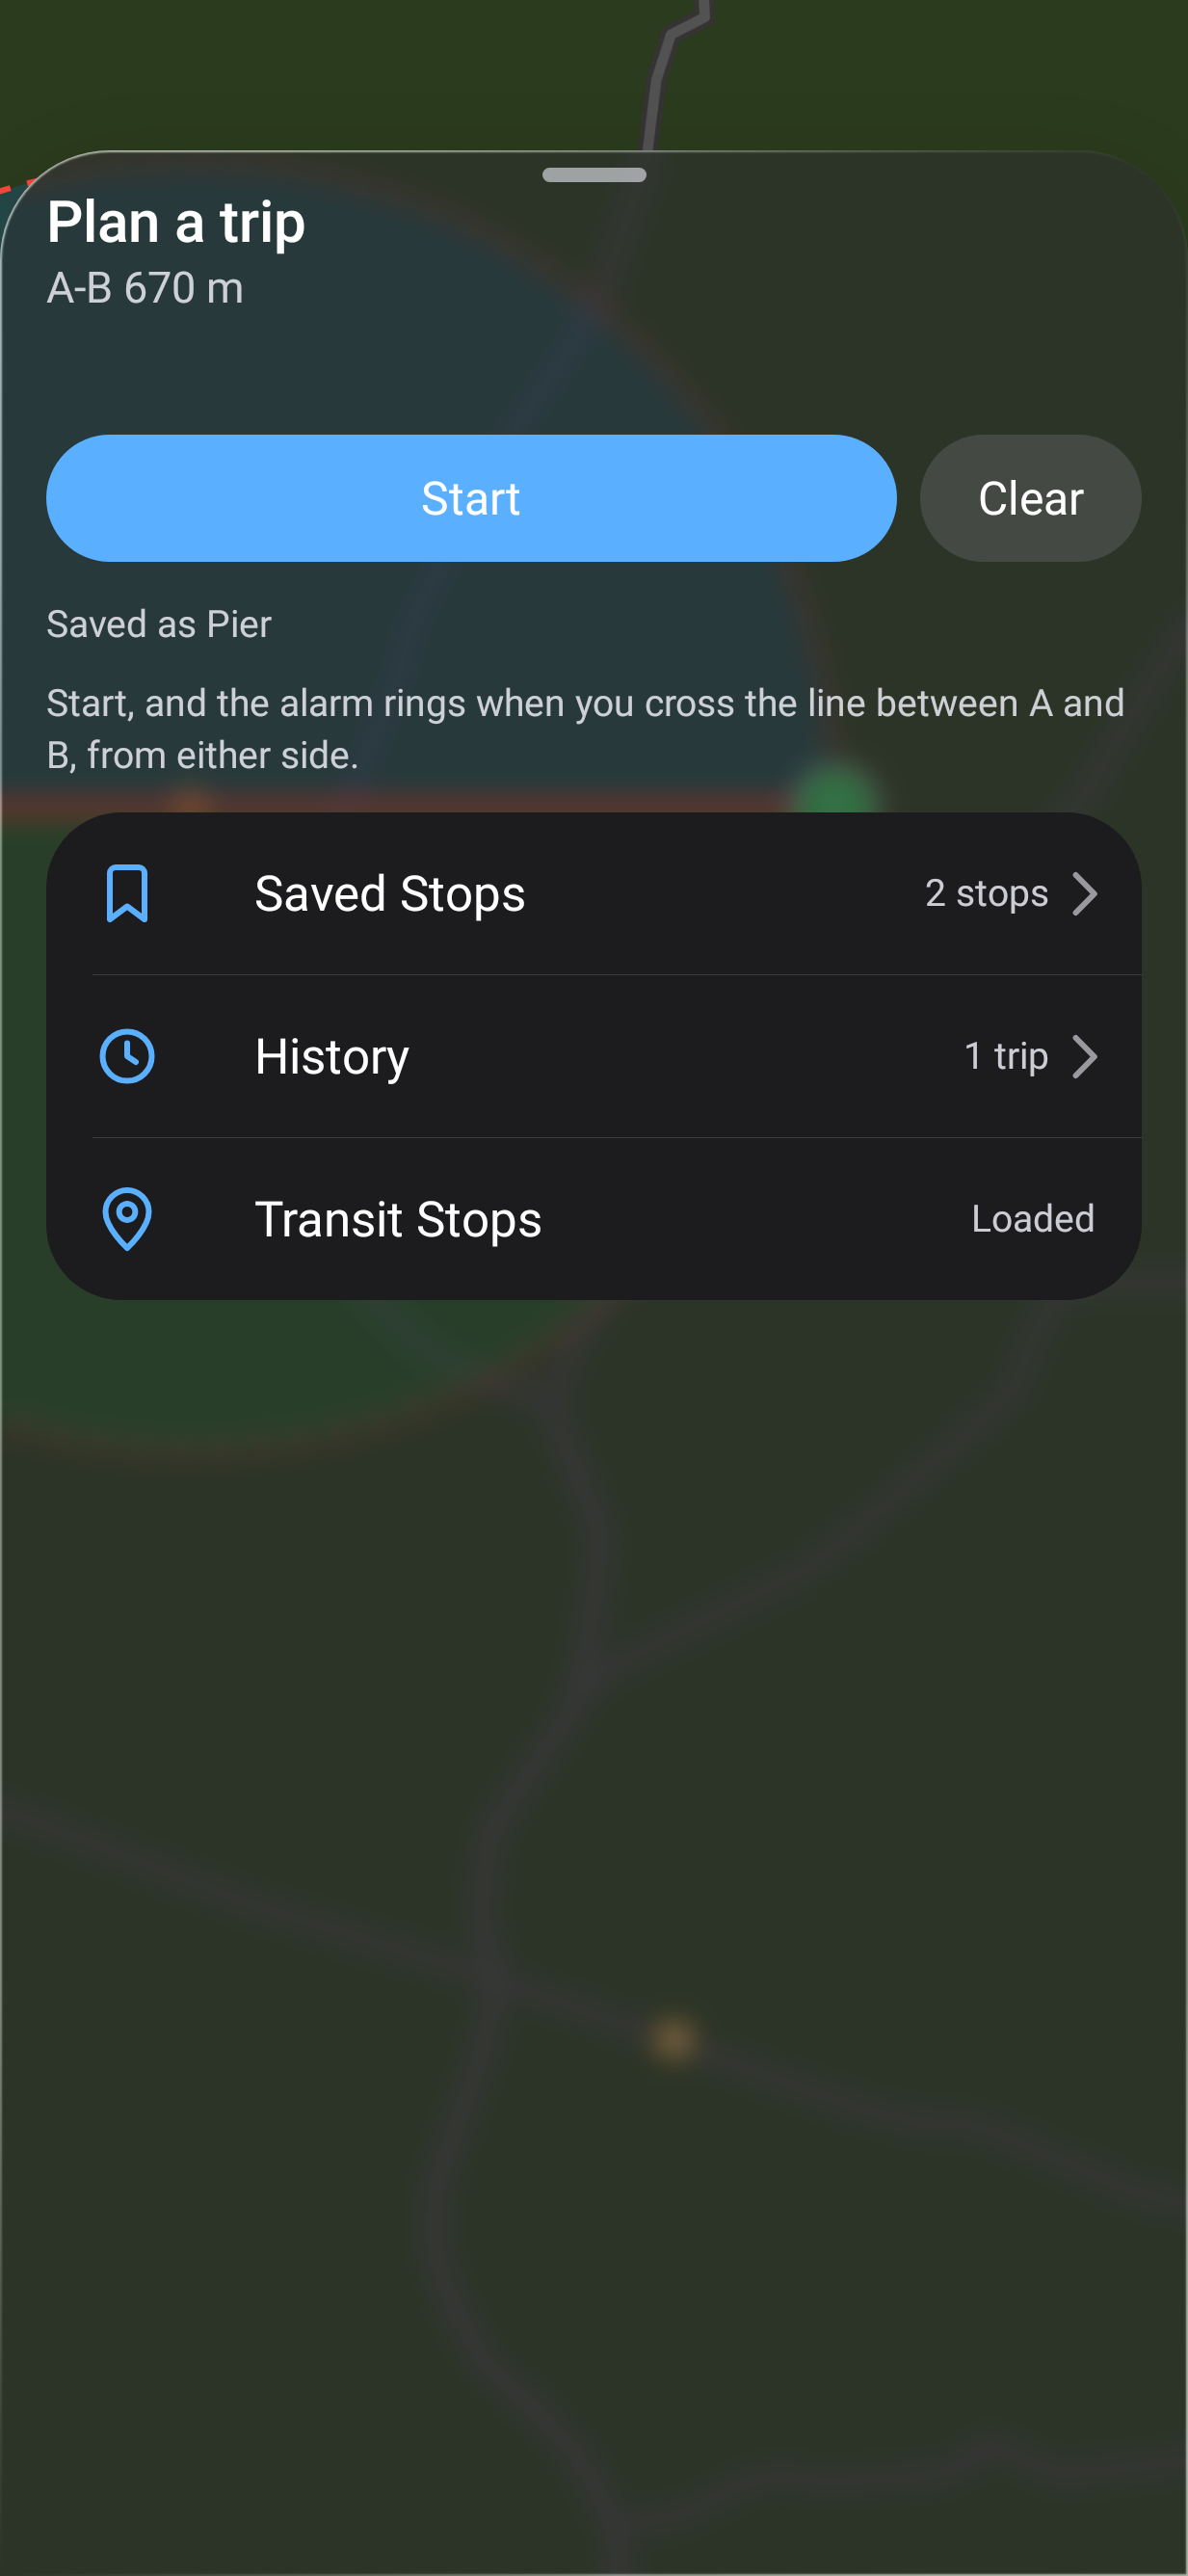 Plan a trip
A-B 670 m
Start
Clear
Saved as Pier
Start, and the alarm rings when you cross the line between A and
B, from either side.
Saved Stops
2 stops
History
1 trip
Transit Stops
Loaded